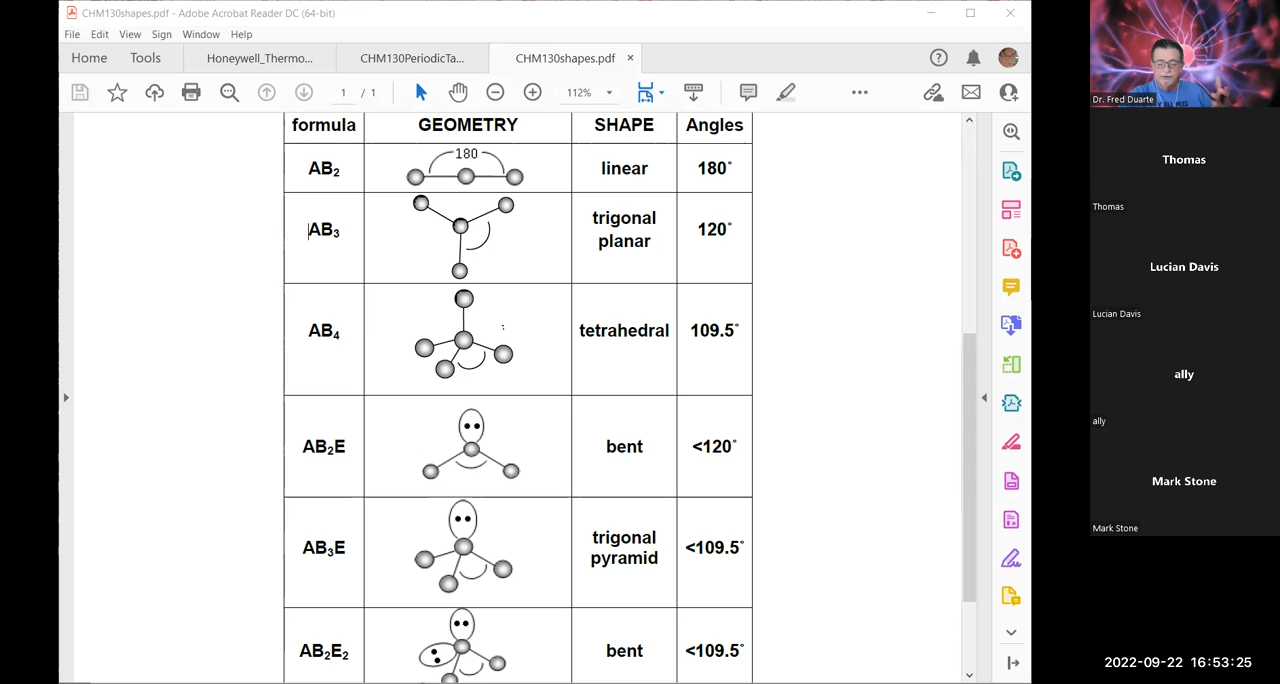 CHM130shapes.pdf - Adobe Acrobat Reader DC (64-bit)
File Edit View Sign Window Help
Home Tools Honeywell_Thermo... CHM130PeriodicTa... CHM130shapes.pdf ×
1 / 1 112%
formula GEOMETRY SHAPE Angles
AB₂ 180 linear 180°
AB₃ trigonal planar 120°
AB₄ tetrahedral 109.5°
AB₂E bent <120°
AB₃E trigonal pyramid <109.5°
AB₂E₂ bent <109.5°
Dr. Fred Duarte
Thomas
Thomas
Lucian Davis
Lucian Davis
ally
ally
Mark Stone
Mark Stone
2022-09-22 16:53:25